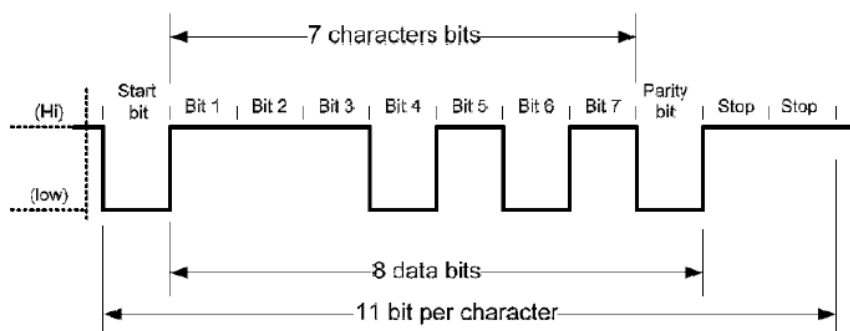 7 characters bits
Start bit
Bit 1 Bit 2 Bit 3 Bit 4 Bit 5 Bit 6 Bit 7
Parity bit
Stop Stop
(Hi)
(low)
8 data bits
11 bit per character